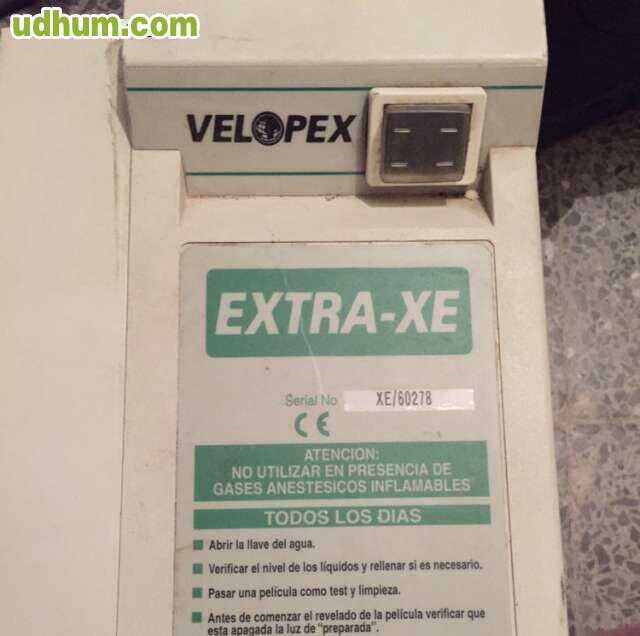 udhum.com
VELOPEX
EXTRA-XE
Serial No XE/60278
CE
ATENCION:
NO UTILIZAR EN PRESENCIA DE
GASES ANESTESICOS INFLAMABLES
TODOS LOS DIAS
Abrir la llave del agua.
Verificar el nivel de los líquidos y rellenar si es necesario.
Pasar una película como test y limpieza.
Antes de comenzar el revelado de la película verificar que
esta apagada la luz de "preparada".